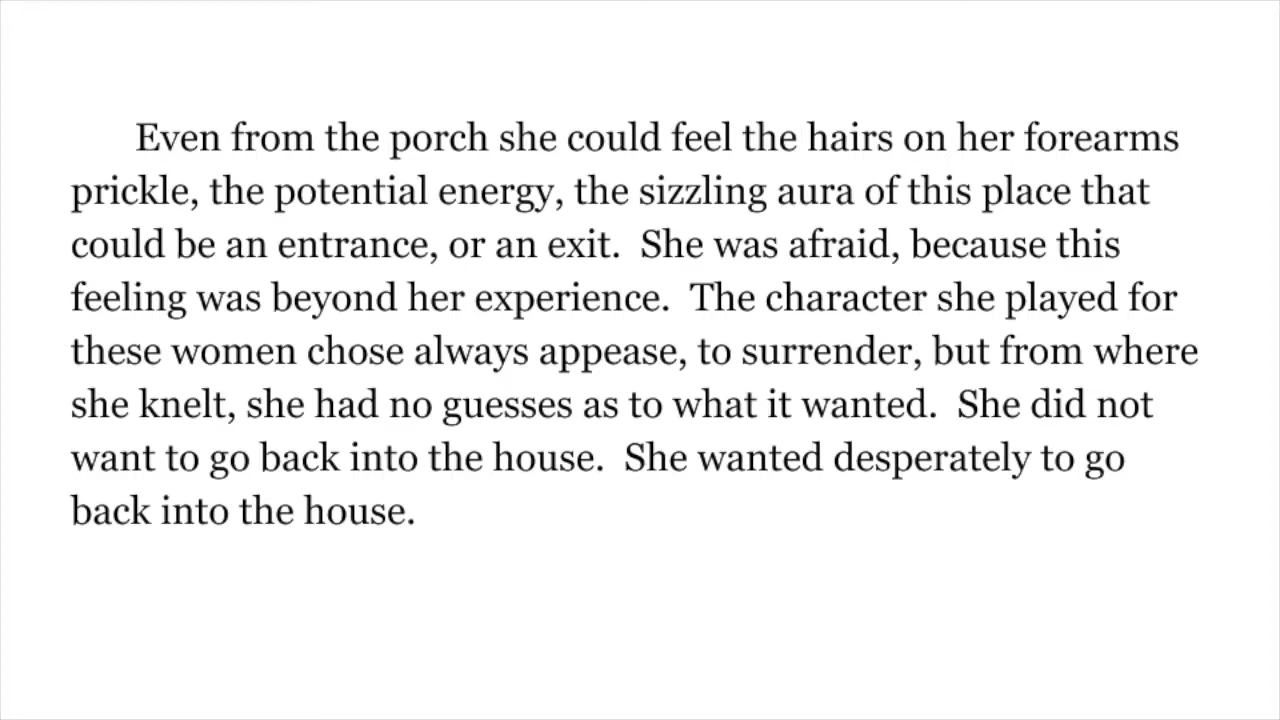 Even from the porch she could feel the hairs on her forearms
prickle, the potential energy, the sizzling aura of this place that
could be an entrance, or an exit.  She was afraid, because this
feeling was beyond her experience.  The character she played for
these women chose always appease, to surrender, but from where
she knelt, she had no guesses as to what it wanted.  She did not
want to go back into the house.  She wanted desperately to go
back into the house.